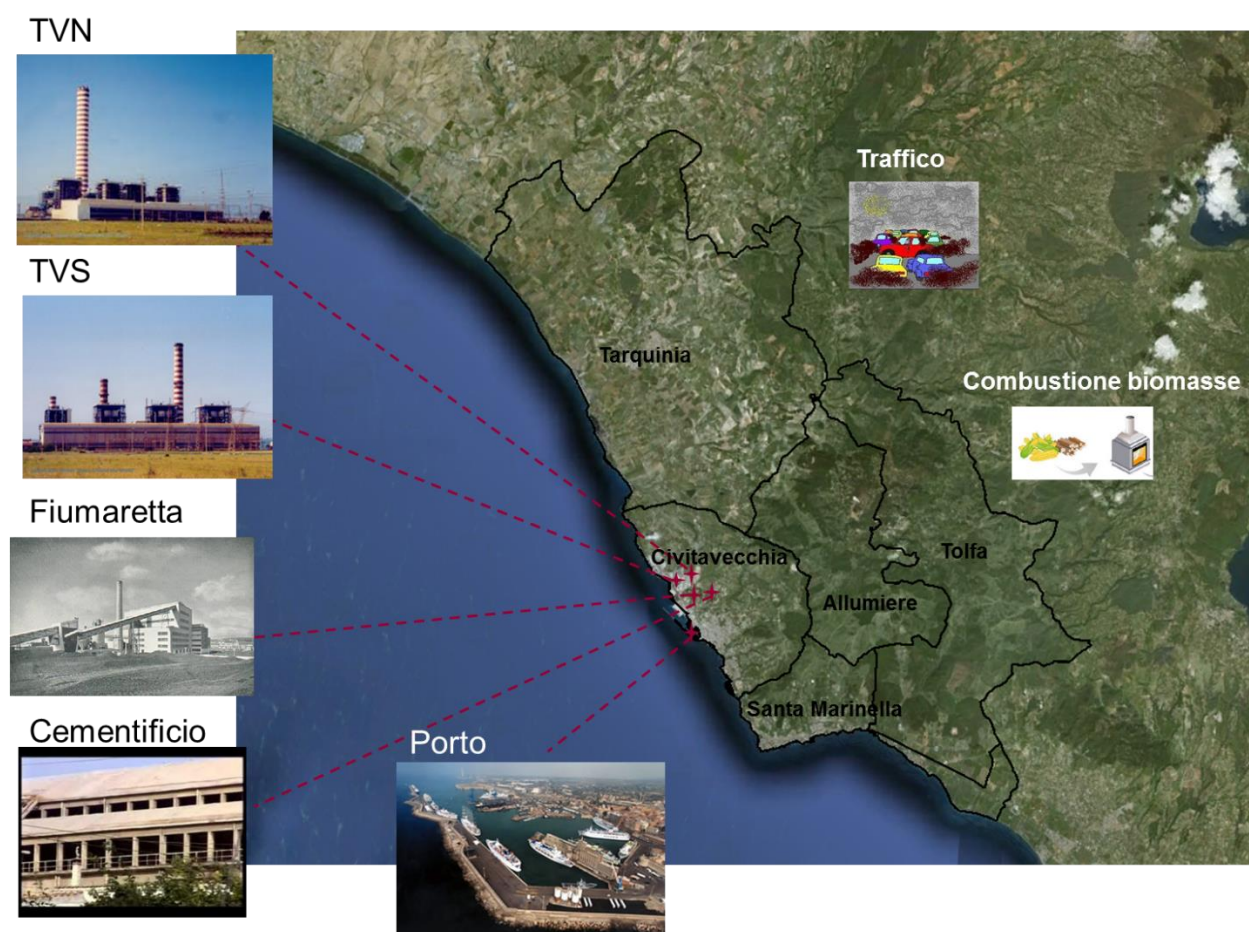 TVN
TVS
Fiumaretta
Cementificio
Porto
Traffico
Combustione biomasse
Tarquinia
Civitavecchia
Tolfa
Allumiere
Santa Marinella